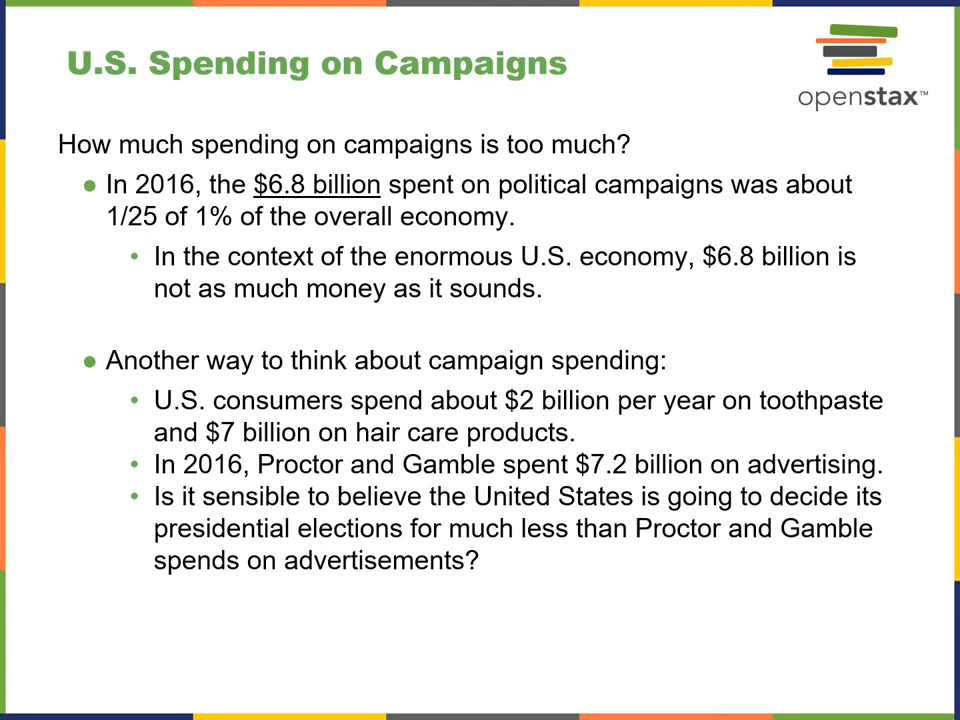 U.S. Spending on Campaigns
openstax™
How much spending on campaigns is too much?
● In 2016, the $6.8 billion spent on political campaigns was about
1/25 of 1% of the overall economy.
• In the context of the enormous U.S. economy, $6.8 billion is
not as much money as it sounds.
● Another way to think about campaign spending:
• U.S. consumers spend about $2 billion per year on toothpaste
and $7 billion on hair care products.
• In 2016, Proctor and Gamble spent $7.2 billion on advertising.
• Is it sensible to believe the United States is going to decide its
presidential elections for much less than Proctor and Gamble
spends on advertisements?